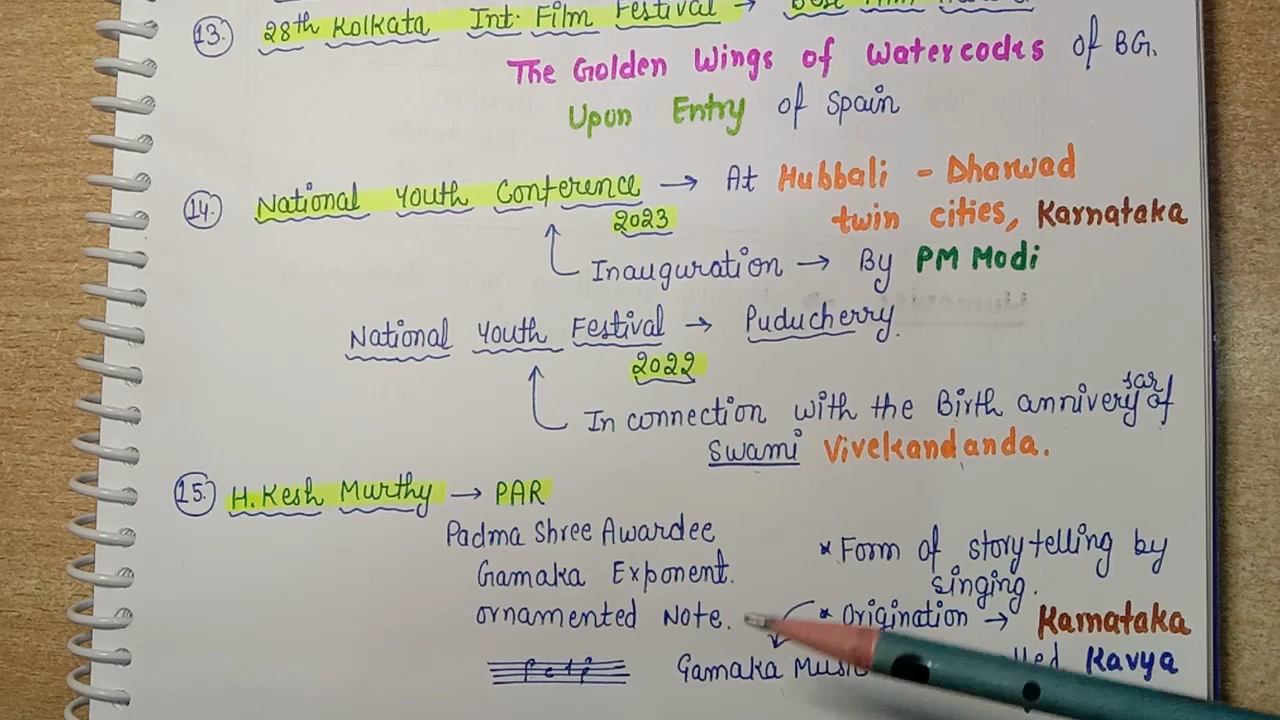 13. 28th Kolkata Int. Film Festival →
The Golden Wings of Watercocks of BG.
Upon Entry of Spain
14. National Youth Conference → At Hubbali - Dharwad
2023 twin cities, Karnataka
Inauguration → By PM Modi
National Youth Festival → Puducherry.
2022
In connection with the Birth anniverysary of
Swami Vivekandanda.
15. H. Kesh Murthy → PAR
Padma Shree Awardee
Gamaka Exponent.
ornamented Note.
* Form of story telling by
singing.
* Origination → Karnataka
Gamaka Music Kavya